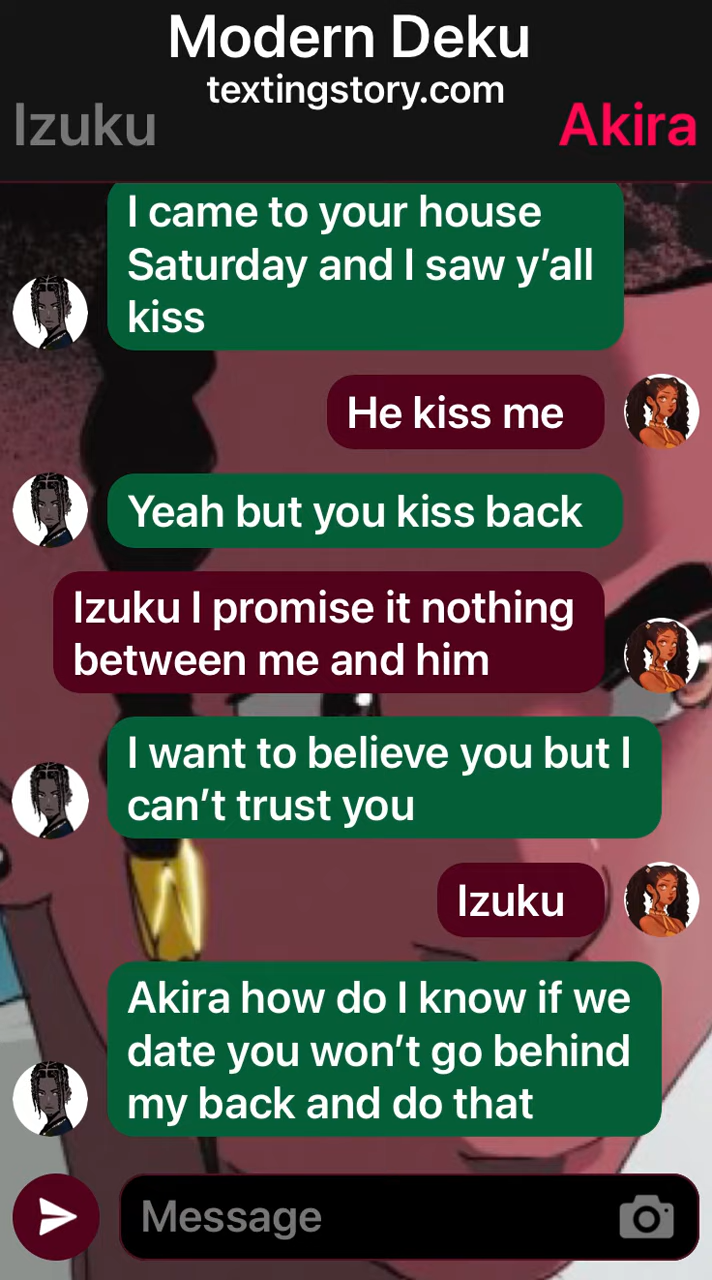 Modern Deku
textingstory.com
Izuku
Akira
I came to your house
Saturday and I saw y’all
kiss
He kiss me
Yeah but you kiss back
Izuku I promise it nothing
between me and him
I want to believe you but I
can’t trust you
Izuku
Akira how do I know if we
date you won’t go behind
my back and do that
Message